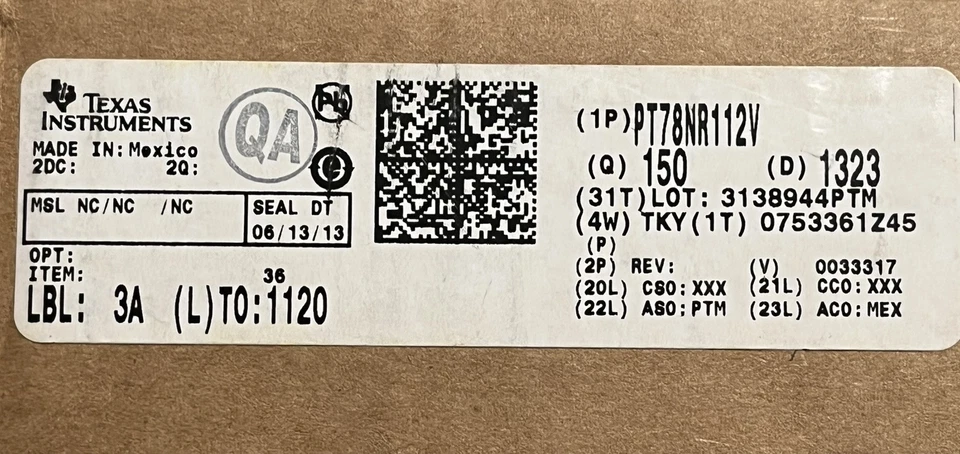 TEXAS
INSTRUMENTS
MADE IN: Mexico
2DC: 2Q:
QA
Pb
MSL NC/NC /NC
SEAL DT
06/13/13
OPT:
ITEM: 36
LBL: 3A (L)TO:1120
(1P)PT78NR112V
(Q) 150 (D) 1323
(31T)LOT: 3138944PTM
(4W) TKY(1T) 0753361Z45
(P)
(2P) REV: (V) 0033317
(20L) CSO:XXX (21L) CCO:XXX
(22L) ASO:PTM (23L) ACO:MEX